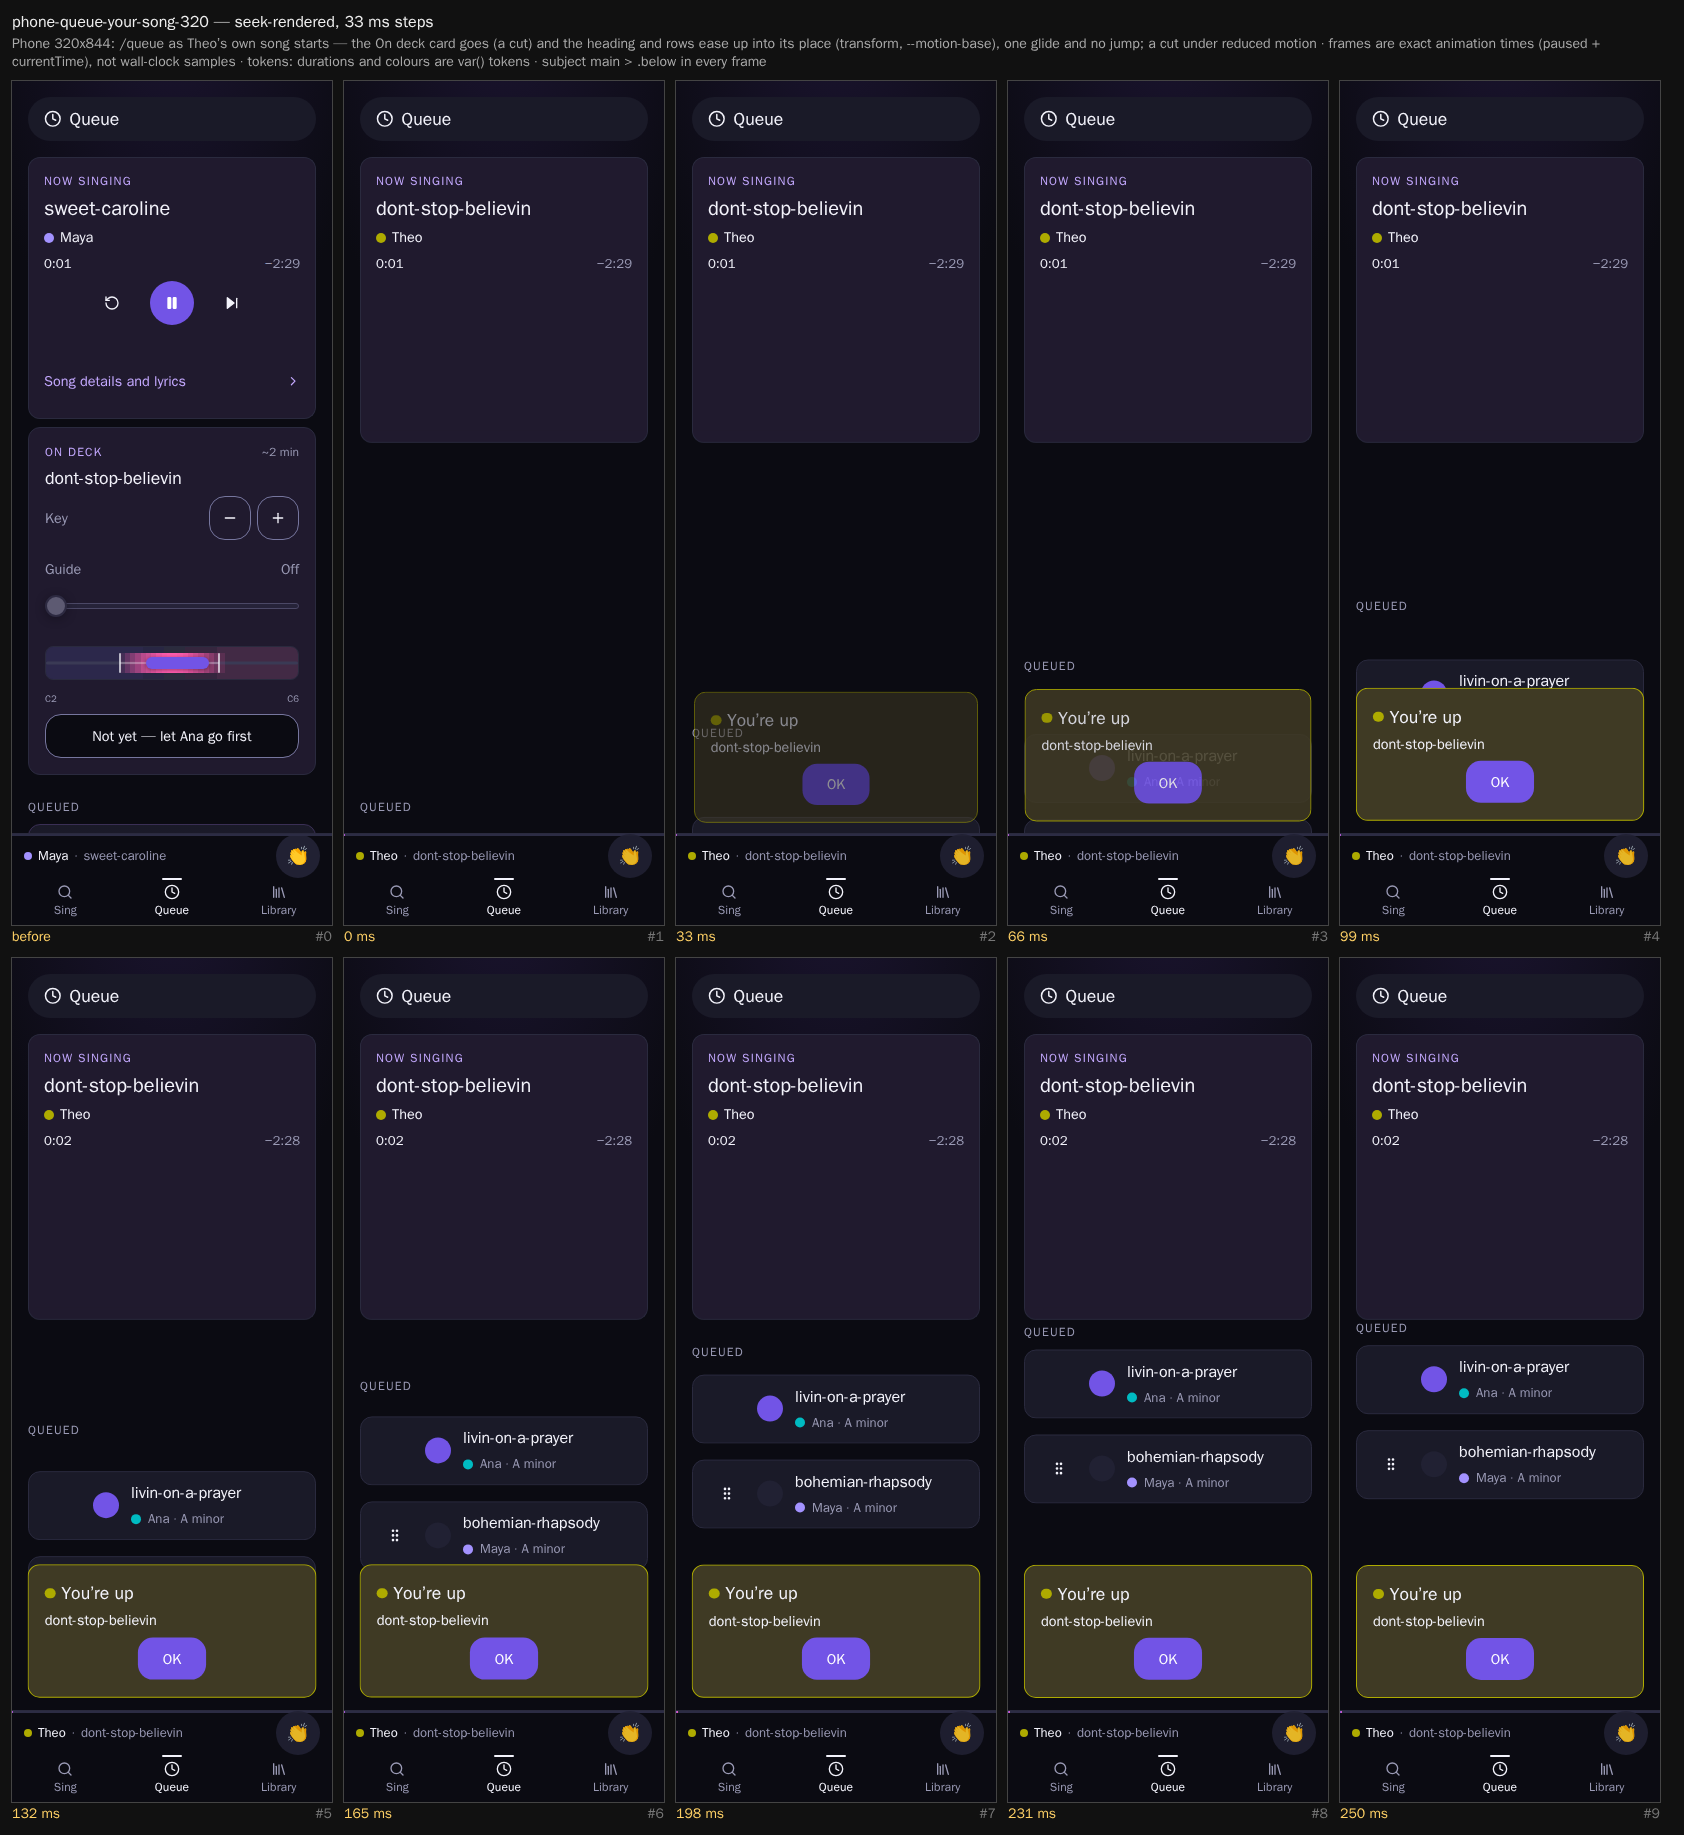 phone-queue-your-song-320 — seek-rendered, 33 ms steps
Phone 320x844: /queue as Theo's own song starts — the On deck card goes (a cut) and the heading and rows ease up into its place (transform, --motion-base), one glide and no jump; a cut under reduced motion · frames are exact animation times (paused +
currentTime), not wall-clock samples · tokens: durations and colours are var() tokens · subject main > .below in every frame
Queue
NOW SINGING
sweet-caroline
Maya
0:01 −2:29
Song details and lyrics
ON DECK ~2 min
dont-stop-believin
Key
Guide Off
C2 C6
Not yet — let Ana go first
QUEUED
Maya · sweet-caroline
Sing Queue Library
before #0
Queue
NOW SINGING
dont-stop-believin
Theo
0:01 −2:29
QUEUED
Theo · dont-stop-believin
Sing Queue Library
0 ms #1
Queue
NOW SINGING
dont-stop-believin
Theo
0:01 −2:29
You're up
QUEUED
dont-stop-believin
OK
Theo · dont-stop-believin
Sing Queue Library
33 ms #2
Queue
NOW SINGING
dont-stop-believin
Theo
0:01 −2:29
QUEUED
You're up
dont-stop-believin
livin-on-a-prayer
Ana · A minor
OK
Theo · dont-stop-believin
Sing Queue Library
66 ms #3
Queue
NOW SINGING
dont-stop-believin
Theo
0:01 −2:29
QUEUED
livin-on-a-prayer
You're up
dont-stop-believin
OK
Theo · dont-stop-believin
Sing Queue Library
99 ms #4
Queue
NOW SINGING
dont-stop-believin
Theo
0:02 −2:28
QUEUED
livin-on-a-prayer
Ana · A minor
You're up
dont-stop-believin
OK
Theo · dont-stop-believin
Sing Queue Library
132 ms #5
Queue
NOW SINGING
dont-stop-believin
Theo
0:02 −2:28
QUEUED
livin-on-a-prayer
Ana · A minor
bohemian-rhapsody
Maya · A minor
You're up
dont-stop-believin
OK
Theo · dont-stop-believin
Sing Queue Library
165 ms #6
Queue
NOW SINGING
dont-stop-believin
Theo
0:02 −2:28
QUEUED
livin-on-a-prayer
Ana · A minor
bohemian-rhapsody
Maya · A minor
You're up
dont-stop-believin
OK
Theo · dont-stop-believin
Sing Queue Library
198 ms #7
Queue
NOW SINGING
dont-stop-believin
Theo
0:02 −2:28
QUEUED
livin-on-a-prayer
Ana · A minor
bohemian-rhapsody
Maya · A minor
You're up
dont-stop-believin
OK
Theo · dont-stop-believin
Sing Queue Library
231 ms #8
Queue
NOW SINGING
dont-stop-believin
Theo
0:02 −2:28
QUEUED
livin-on-a-prayer
Ana · A minor
bohemian-rhapsody
Maya · A minor
You're up
dont-stop-believin
OK
Theo · dont-stop-believin
Sing Queue Library
250 ms #9